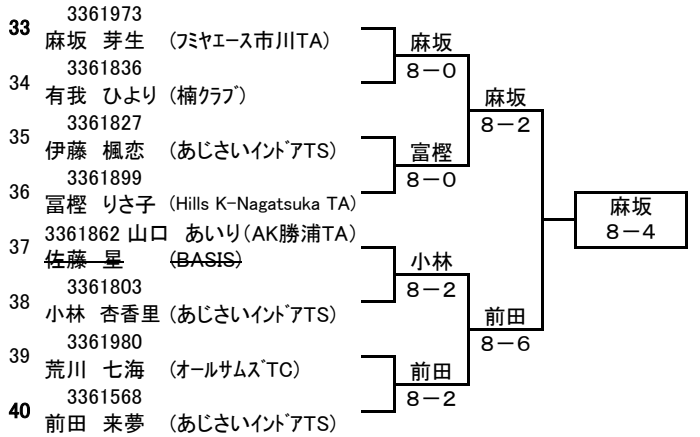 3361973
33 麻坂 芽生 (フミヤエース市川TA)
3361836
34 有我 ひより (楠クラブ)
3361827
35 伊藤 楓恋 (あじさいインドアTS)
3361899
36 冨樫 りさ子 (Hills K-Nagatsuka TA)
37 3361862 山口 あいり(AK勝浦TA)
佐藤 星 (BASIS)
3361803
38 小林 杏香里 (あじさいインドアTS)
3361980
39 荒川 七海 (オールサムズTC)
3361568
40 前田 来夢 (あじさいインドアTS)
麻坂
8-0
富樫
8-0
小林
8-2
前田
8-2
麻坂
8-2
前田
8-6
麻坂
8-4